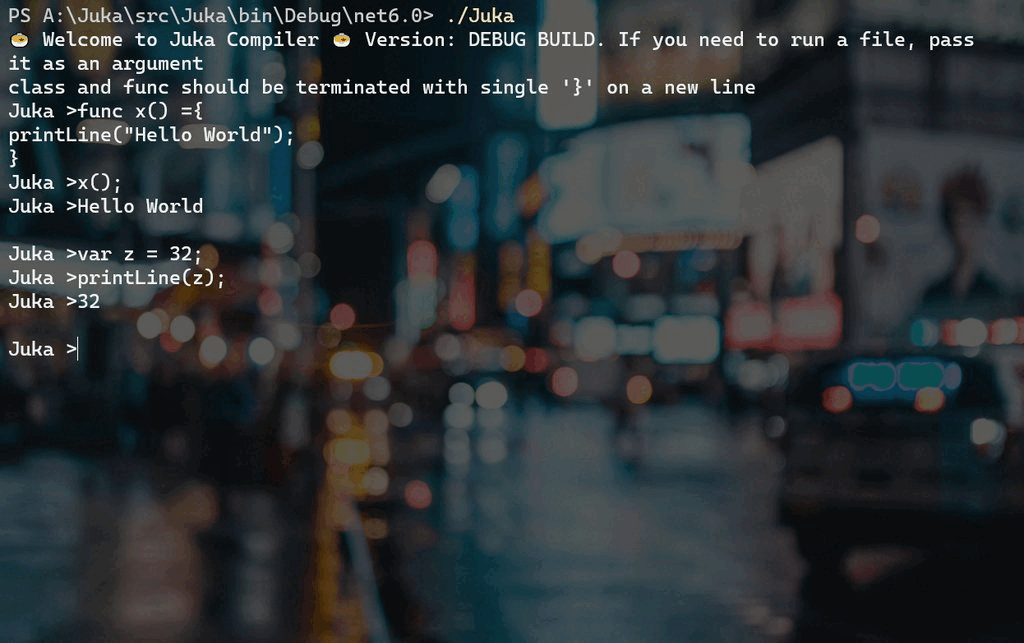 PS A:\Juka\src\Juka\bin\Debug\net6.0> ./Juka
🍲 Welcome to Juka Compiler 🍲 Version: DEBUG BUILD. If you need to run a file, pass
it as an argument
class and func should be terminated with single '}' on a new line
Juka >func x() ={
printLine("Hello World");
}
Juka >x();
Juka >Hello World
Juka >var z = 32;
Juka >printLine(z);
Juka >32
Juka >